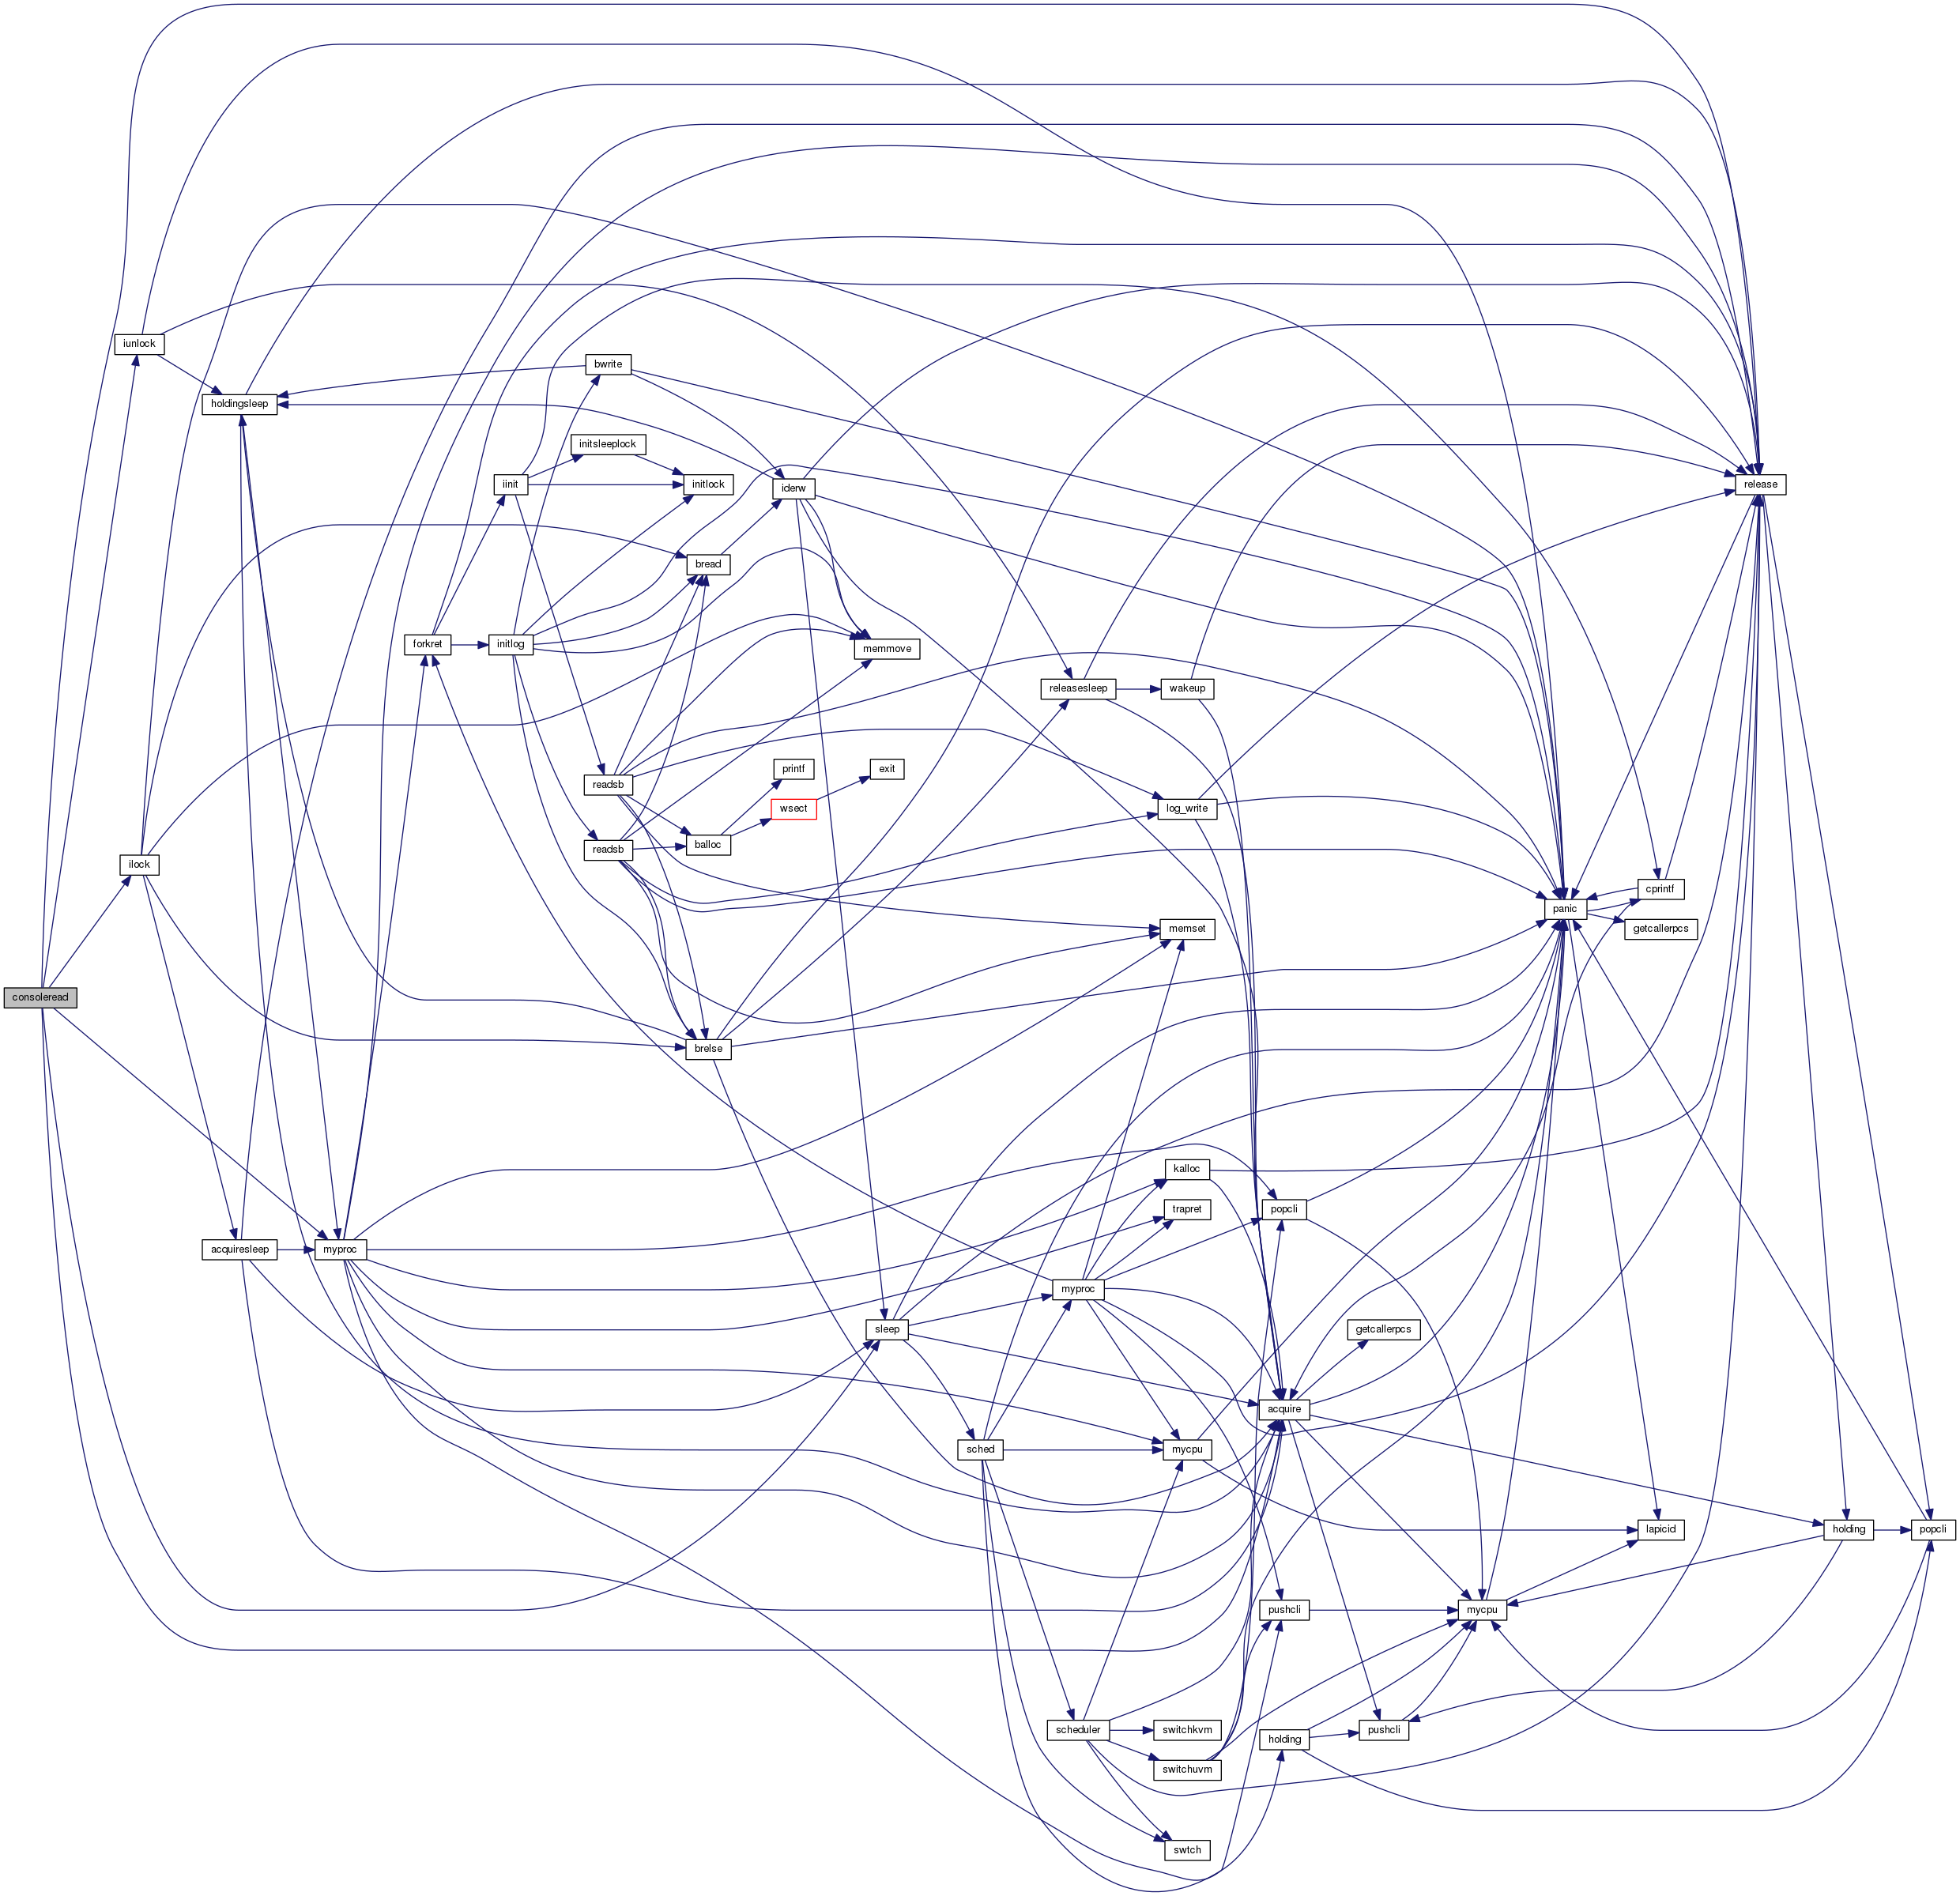 consoleread
iunlock
ilock
holdingsleep
acquiresleep
myproc
forkret
iinit
initlog
bwrite
initsleeplock
readsb
readsb
initlock
bread
balloc
brelse
iderw
printf
wsect
memmove
exit
sleep
sched
releasesleep
myproc
scheduler
wakeup
log_write
memset
kalloc
trapret
mycpu
switchkvm
switchuvm
swtch
popcli
acquire
pushcli
holding
getcallerpcs
pushcli
mycpu
panic
cprintf
getcallerpcs
lapicid
release
holding
popcli